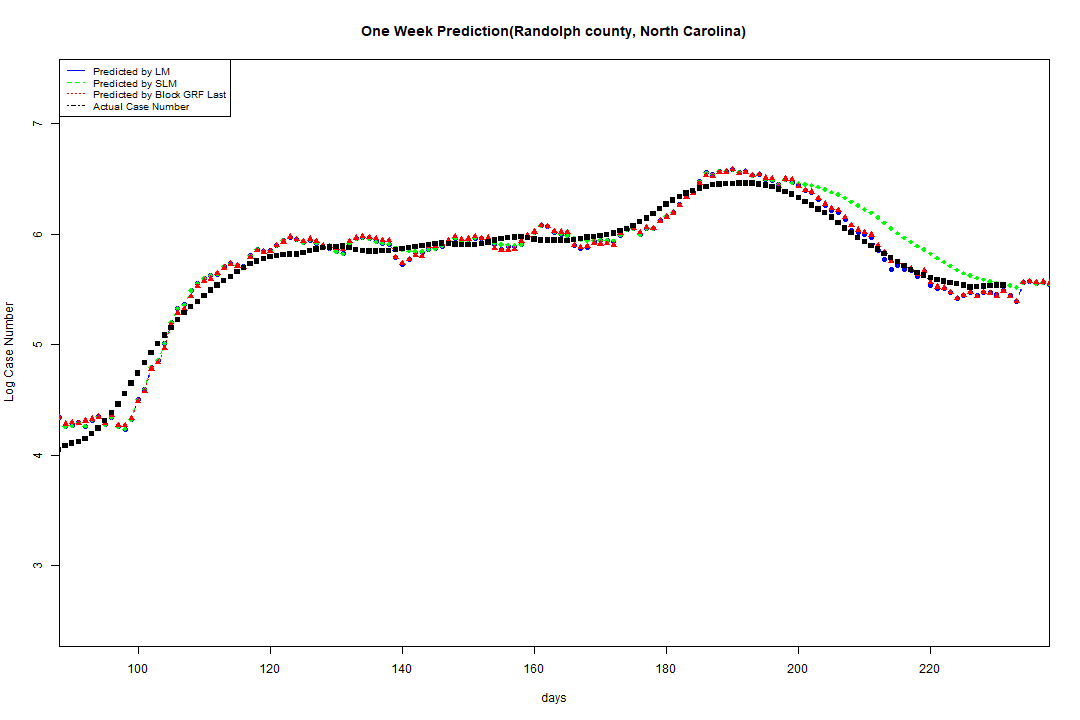 One Week Prediction(Randolph county, North Carolina)
Predicted by LM
Predicted by SLM
Predicted by Block GRF Last
Actual Case Number
7
6
5
4
3
Log Case Number
100 120 140 160 180 200 220
days